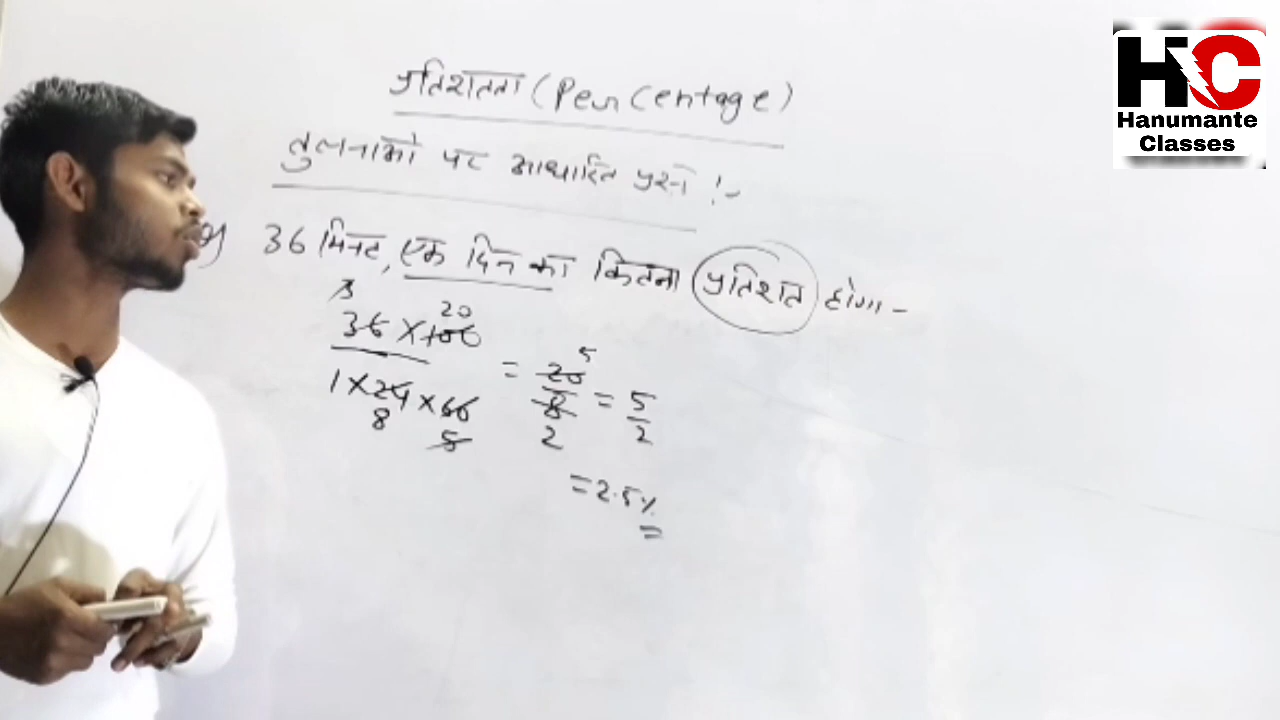 प्रतिशतता (Percentage)
तुलनाओ पर आधारित प्रश्न :-
36 मिनट, एक दिन का कितना प्रतिशत होगा -
3
20
36 × 100
1 × 24 × 60
8
5
= 20 5
8
2
= 5
2
= 2.5%
HC
Hanumante
Classes